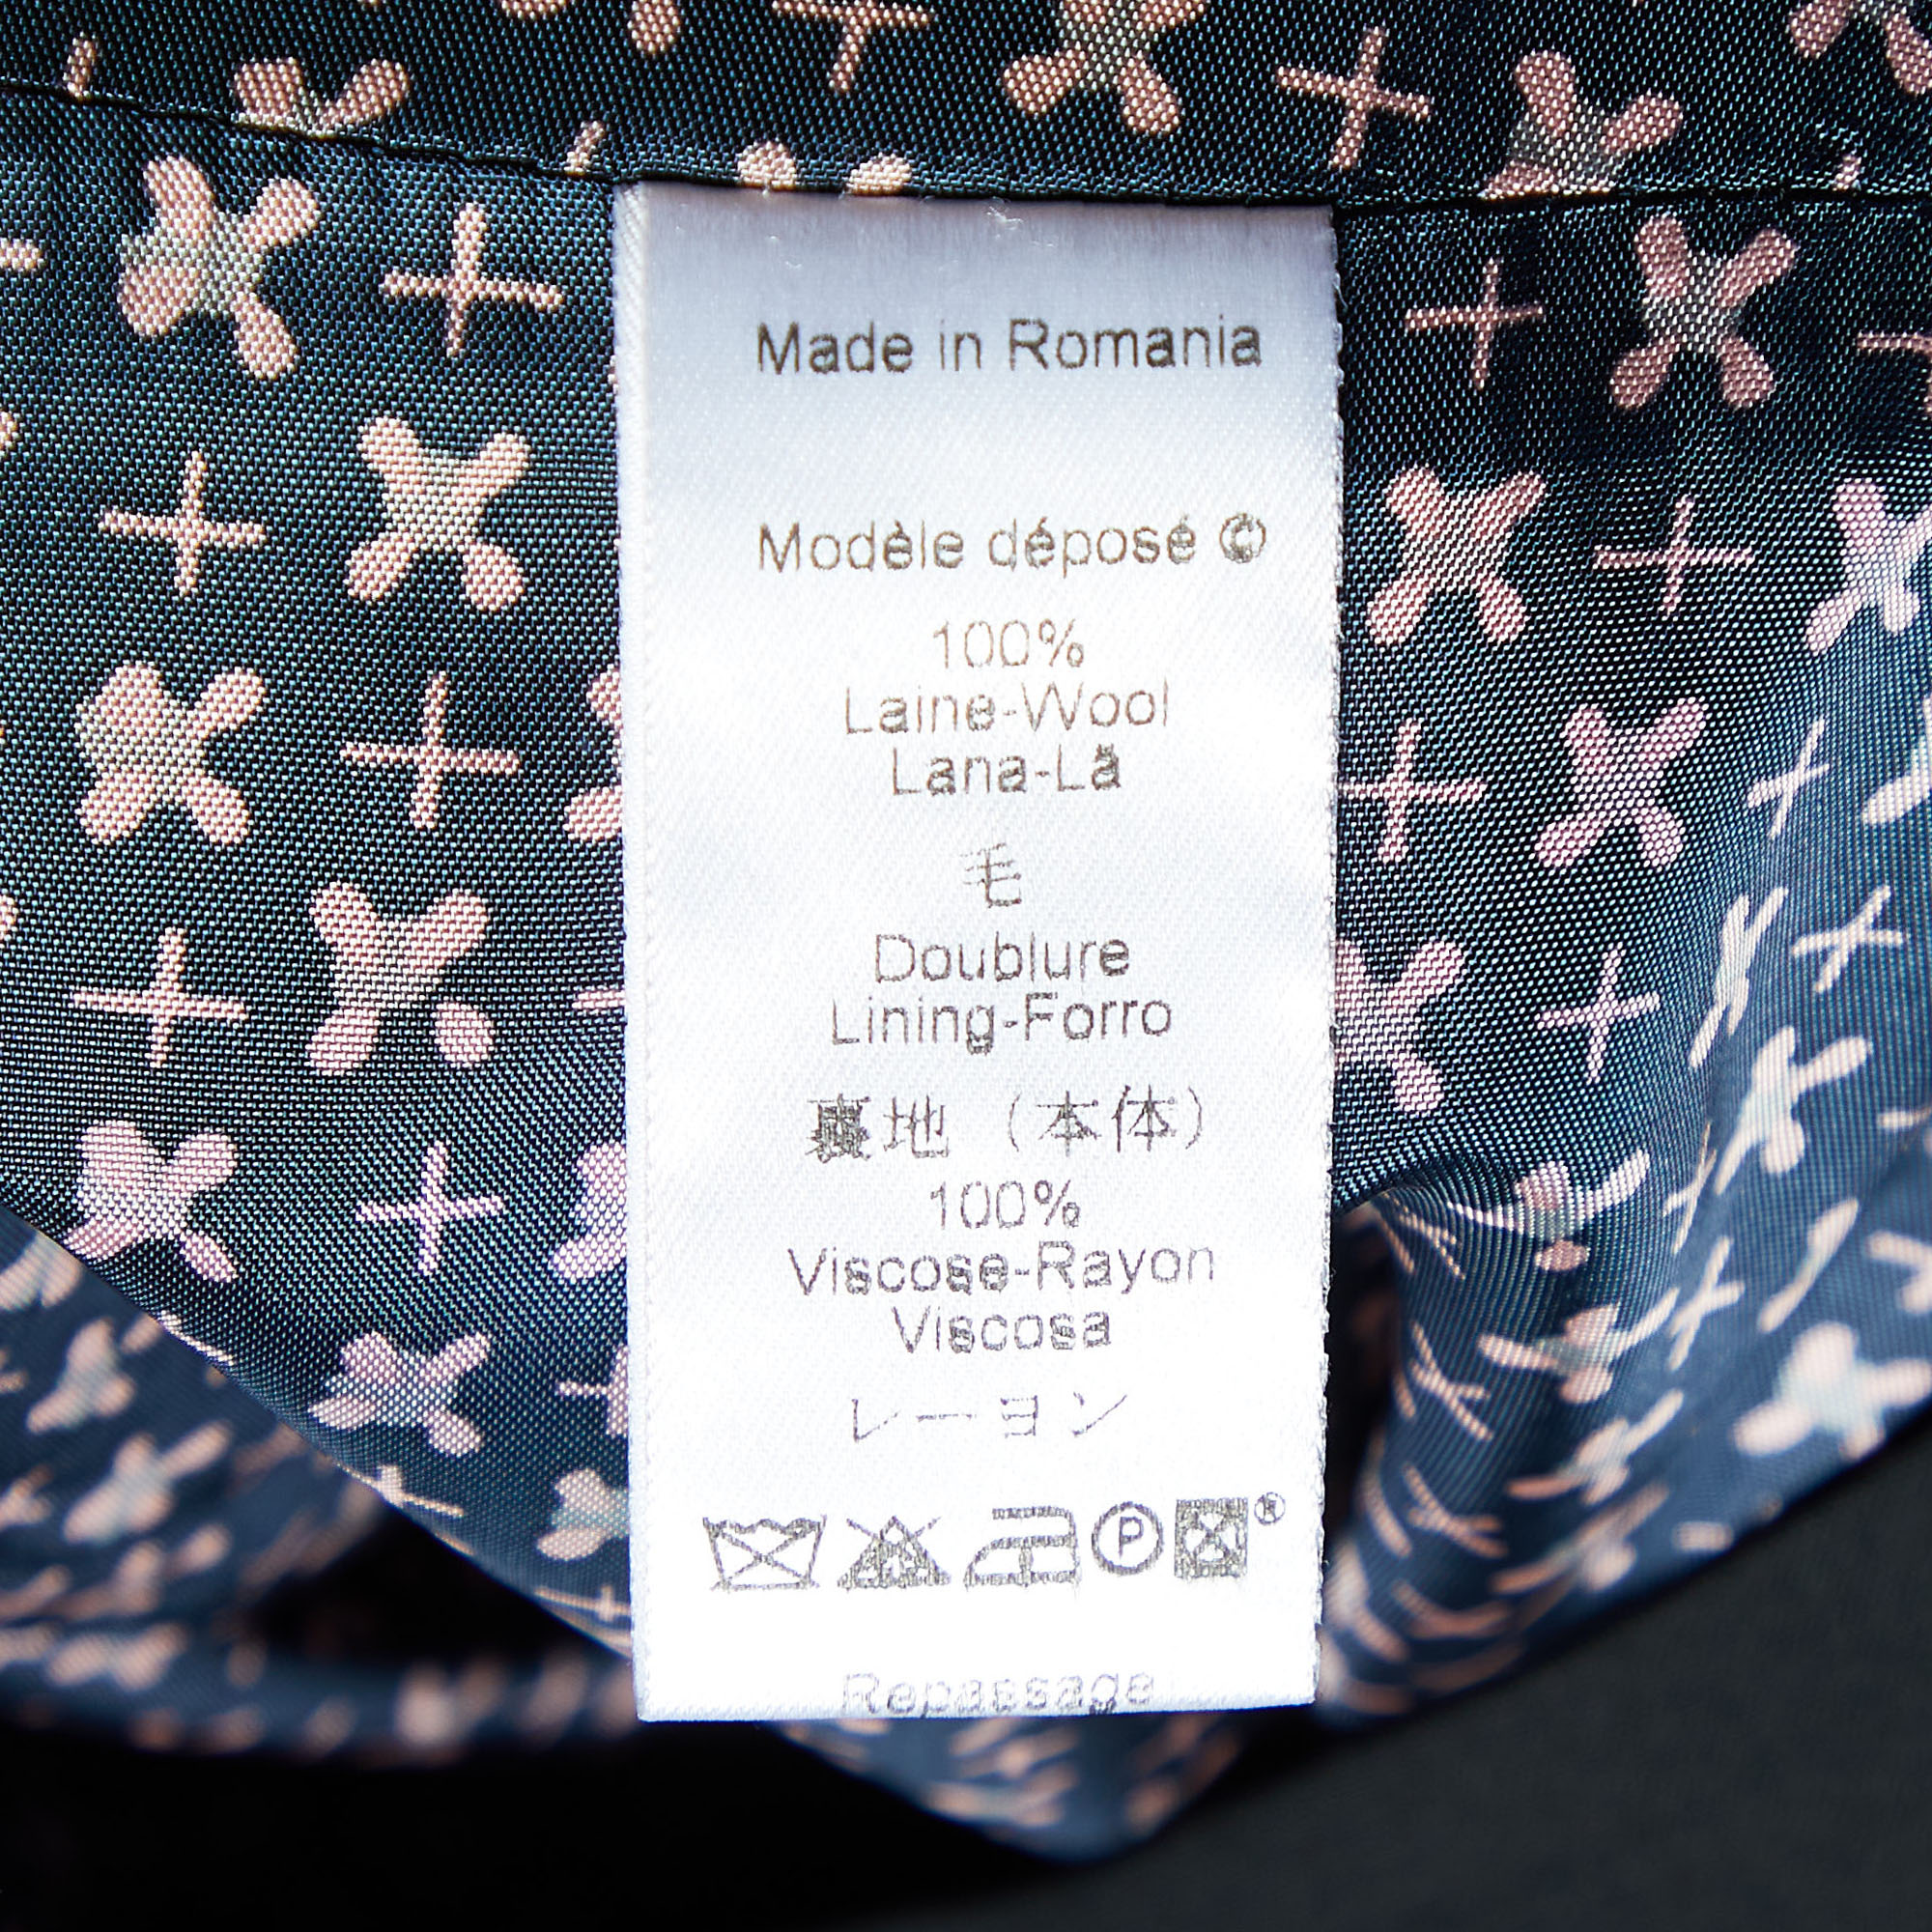 Made in Romania
Modèle déposé ©
100%
Laine-Wool
Lana-Lã
毛
Doublure
Lining-Forro
裏地 (本体)
100%
Viscose-Rayon
Viscosa
レーヨン
P ®
Repassage